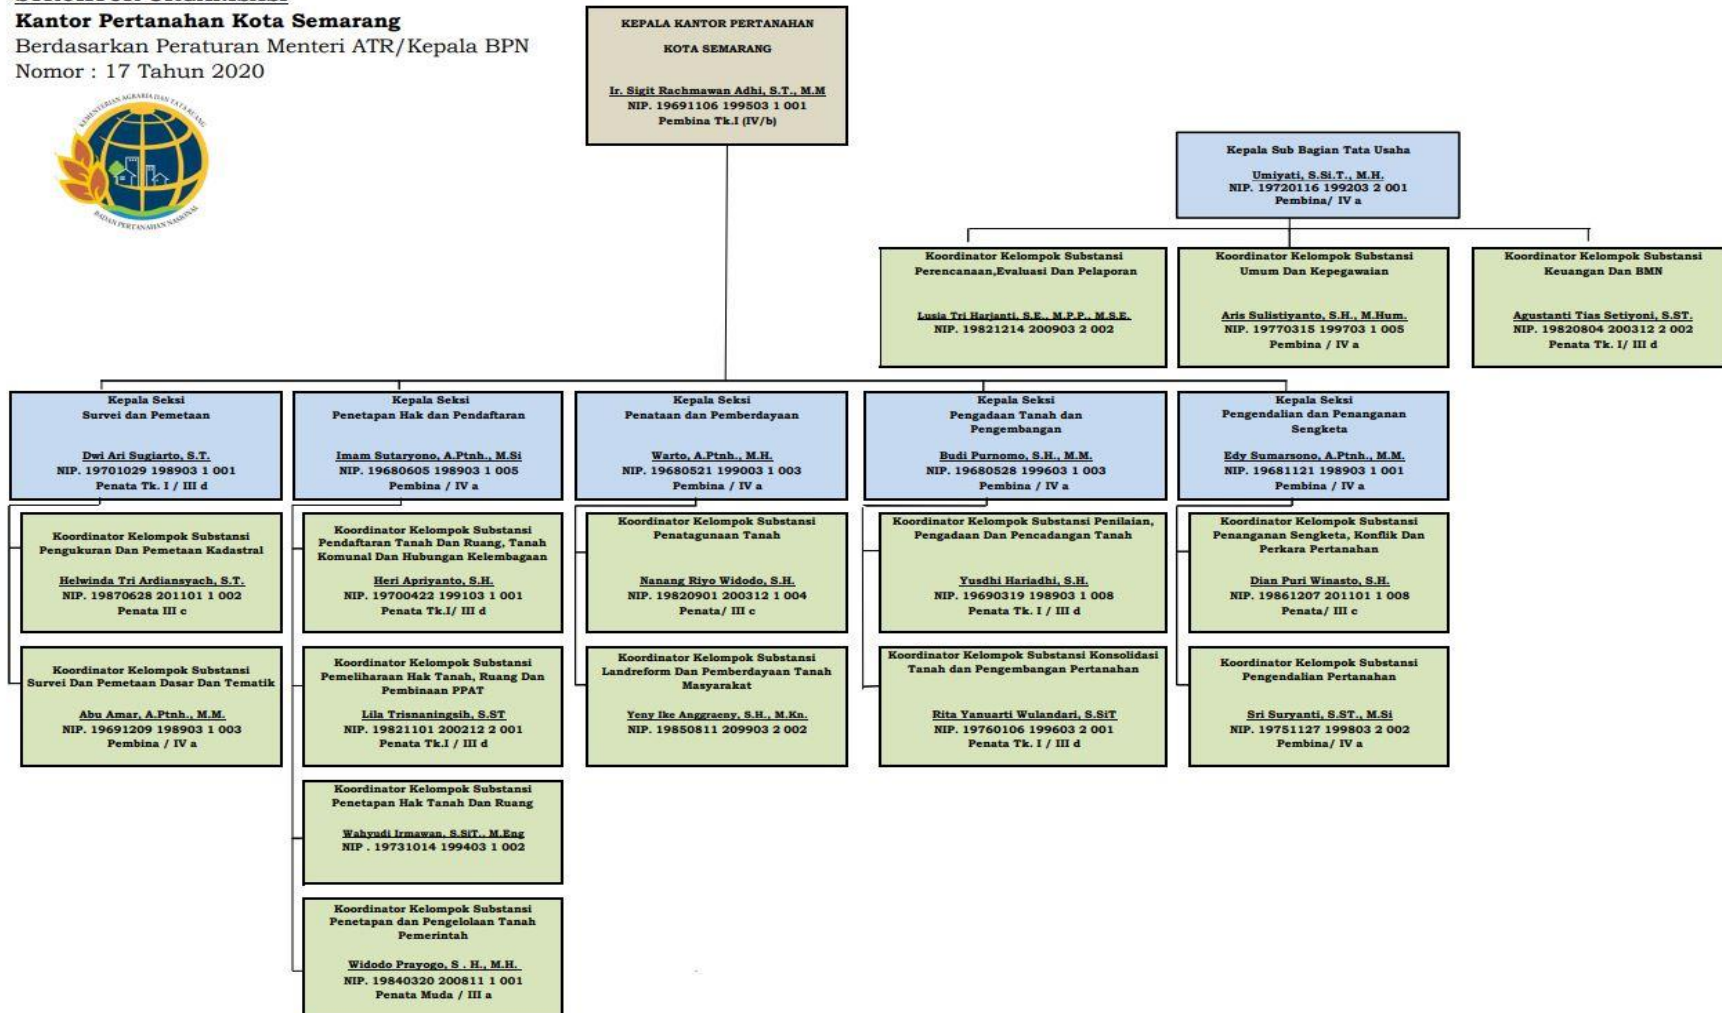 Kantor Pertanahan Kota Semarang
Berdasarkan Peraturan Menteri ATR/Kepala BPN
Nomor : 17 Tahun 2020
KEMENTERIAN AGRARIA DAN TATA RUANG
BADAN PERTANAHAN NASIONAL
KEPALA KANTOR PERTANAHAN
KOTA SEMARANG
Ir. Sigit Rachmawan Adhi, S.T., M.M
NIP. 19691106 199503 1 001
Pembina Tk.I (IV/b)
Kepala Sub Bagian Tata Usaha
Umiyati, S.Si.T., M.H.
NIP. 19720116 199203 2 001
Pembina/ IV a
Koordinator Kelompok Substansi
Perencanaan,Evaluasi Dan Pelaporan
Lusia Tri Harjanti, S.E., M.P.P., M.S.E.
NIP. 19821214 200903 2 002
Koordinator Kelompok Substansi
Umum Dan Kepegawaian
Aris Sulistiyanto, S.H., M.Hum.
NIP. 19770315 199703 1 005
Pembina / IV a
Koordinator Kelompok Substansi
Keuangan Dan BMN
Agustanti Tias Setiyoni, S.ST.
NIP. 19820804 200312 2 002
Penata Tk. I/ III d
Kepala Seksi
Survei dan Pemetaan
Dwi Ari Sugiarto, S.T.
NIP. 19701029 198903 1 001
Penata Tk. I / III d
Kepala Seksi
Penetapan Hak dan Pendaftaran
Imam Sutaryono, A.Ptnh., M.Si
NIP. 19680605 198903 1 005
Pembina / IV a
Kepala Seksi
Penataan dan Pemberdayaan
Warto, A.Ptnh., M.H.
NIP. 19680521 199003 1 003
Pembina / IV a
Kepala Seksi
Pengadaan Tanah dan
Pengembangan
Budi Purnomo, S.H., M.M.
NIP. 19680528 199603 1 003
Pembina / IV a
Kepala Seksi
Pengendalian dan Penanganan
Sengketa
Edy Sumarsono, A.Ptnh., M.M.
NIP. 19681121 198903 1 001
Pembina / IV a
Koordinator Kelompok Substansi
Pengukuran Dan Pemetaan Kadastral
Helwinda Tri Ardiansyach, S.T.
NIP. 19870628 201101 1 002
Penata III c
Koordinator Kelompok Substansi
Pendaftaran Tanah Dan Ruang, Tanah
Komunal Dan Hubungan Kelembagaan
Heri Apriyanto, S.H.
NIP. 19700422 199103 1 001
Penata Tk.I/ III d
Koordinator Kelompok Substansi
Penatagunaan Tanah
Nanang Riyo Widodo, S.H.
NIP. 19820901 200312 1 004
Penata/ III c
Koordinator Kelompok Substansi Penilaian,
Pengadaan Dan Pencadangan Tanah
Yusdhi Hariadhi, S.H.
NIP. 19690319 198903 1 008
Penata Tk. I / III d
Koordinator Kelompok Substansi
Penanganan Sengketa, Konflik Dan
Perkara Pertanahan
Dian Puri Winasto, S.H.
NIP. 19861207 201101 1 008
Penata/ III c
Koordinator Kelompok Substansi
Survei Dan Pemetaan Dasar Dan Tematik
Abu Amar, A.Ptnh., M.M.
NIP. 19691209 198903 1 003
Pembina / IV a
Koordinator Kelompok Substansi
Pemeliharaan Hak Tanah, Ruang Dan
Pembinaan PPAT
Lila Trisnaningsih, S.ST
NIP. 19821101 200212 2 001
Penata Tk.I / III d
Koordinator Kelompok Substansi
Landreform Dan Pemberdayaan Tanah
Masyarakat
Yeny Ike Anggraeny, S.H., M.Kn.
NIP. 19850811 209903 2 002
Koordinator Kelompok Substansi Konsolidasi
Tanah dan Pengembangan Pertanahan
Rita Yanuarti Wulandari, S.SiT
NIP. 19760106 199603 2 001
Penata Tk. I / III d
Koordinator Kelompok Substansi
Pengendalian Pertanahan
Sri Suryanti, S.ST., M.Si
NIP. 19751127 199803 2 002
Pembina/ IV a
Koordinator Kelompok Substansi
Penetapan Hak Tanah Dan Ruang
Wahyudi Irmawan, S.SiT., M.Eng
NIP . 19731014 199403 1 002
Koordinator Kelompok Substansi
Penetapan dan Pengelolaan Tanah
Pemerintah
Widodo Prayogo, S . H., M.H.
NIP. 19840320 200811 1 001
Penata Muda / III a